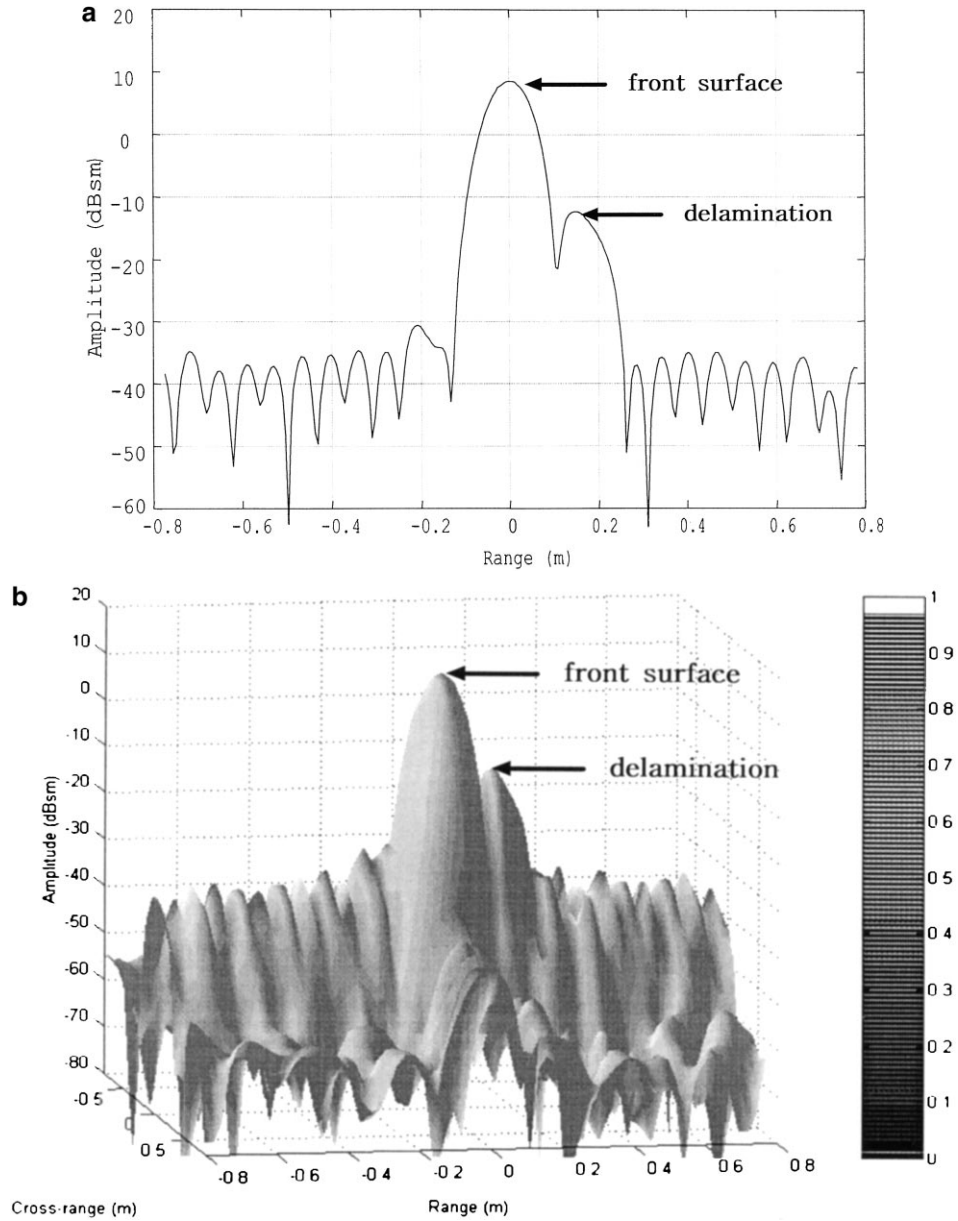 a
20
10
0
-10
-20
-30
-40
-50
-60
Amplitude (dBsm)
front surface
delamination
-0.8 -0.6 -0.4 -0.2 0 0.2 0.4 0.6 0.8
Range (m)
b
20
10
0
-10
-20
-30
-40
-50
-60
-70
-80
Amplitude (dBsm)
front surface
delamination
-0 5
0
0 5
-0 8 -0 6 -0 4 -0 2 0 0 2 0 4 0 6 0 8
Cross-range (m)
Range (m)
1
0 9
0 8
0 7
0 6
0 5
0 4
0 3
0 2
0 1
0